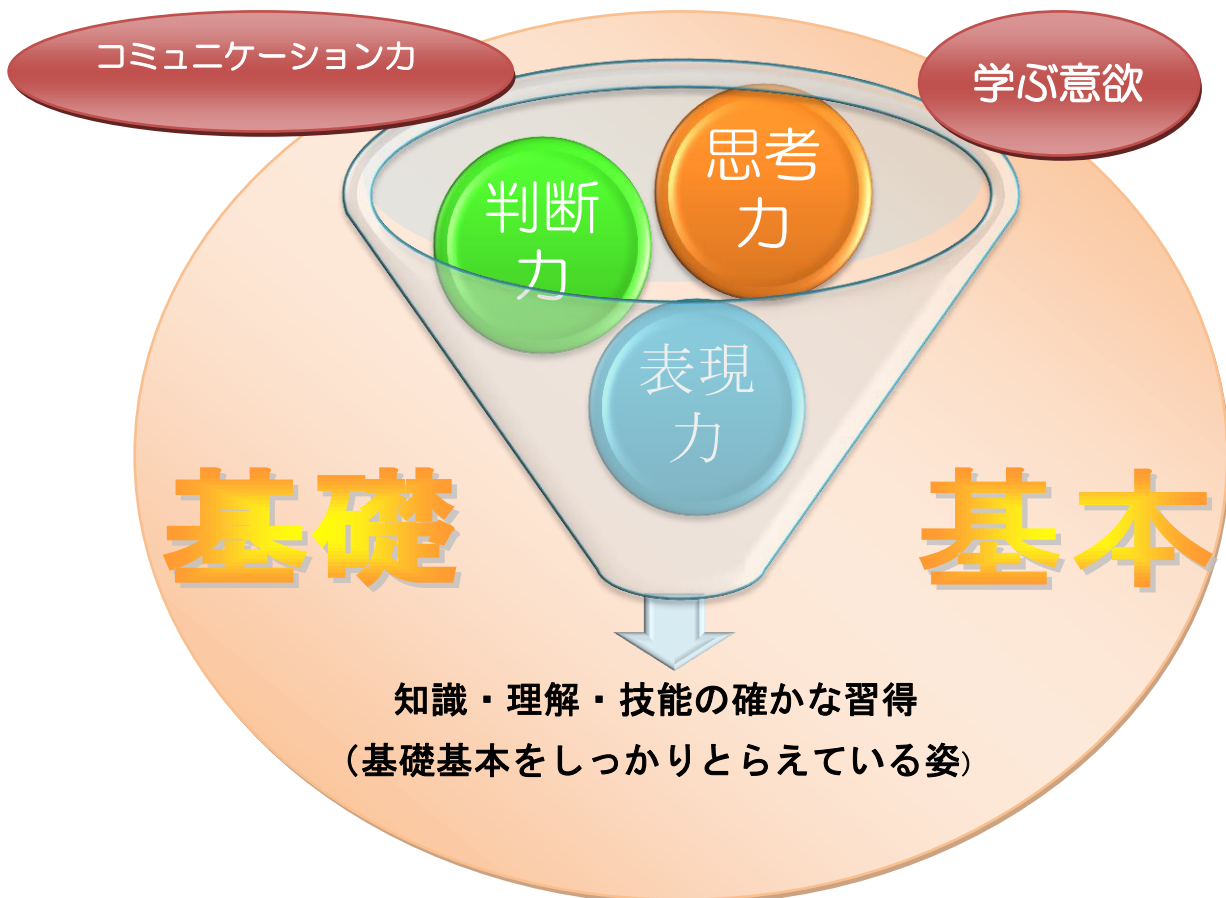 コミュニケーション力
学ぶ意欲
思考
力
判断
力
表現
力
基礎
基本
知識・理解・技能の確かな習得
（基礎基本をしっかりとらえている姿）